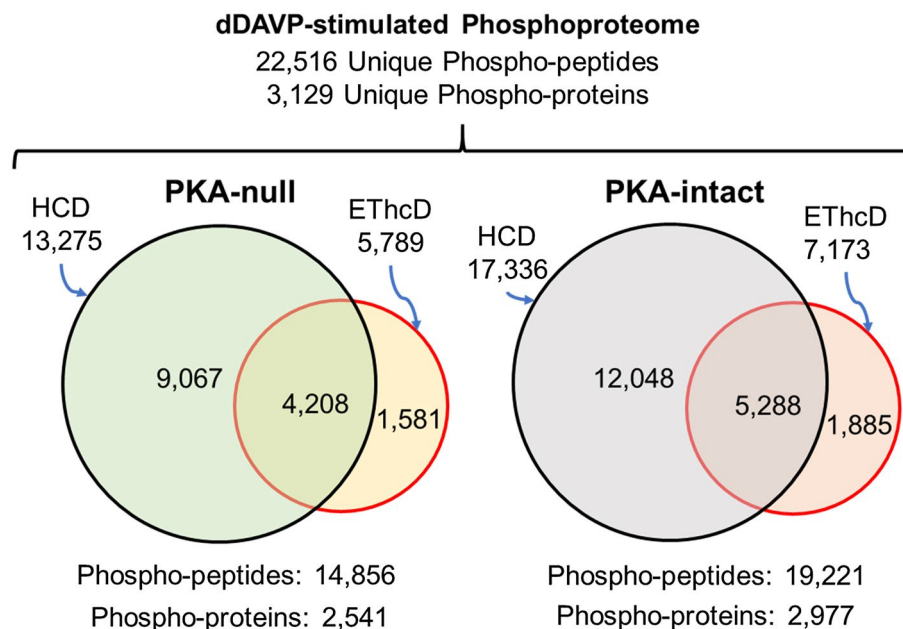 dDAVP-stimulated Phosphoproteome
22,516 Unique Phospho-peptides
3,129 Unique Phospho-proteins
PKA-null
HCD
13,275
EThcD
5,789
9,067
4,208
1,581
Phospho-peptides: 14,856
Phospho-proteins: 2,541
PKA-intact
HCD
17,336
EThcD
7,173
12,048
5,288
1,885
Phospho-peptides: 19,221
Phospho-proteins: 2,977